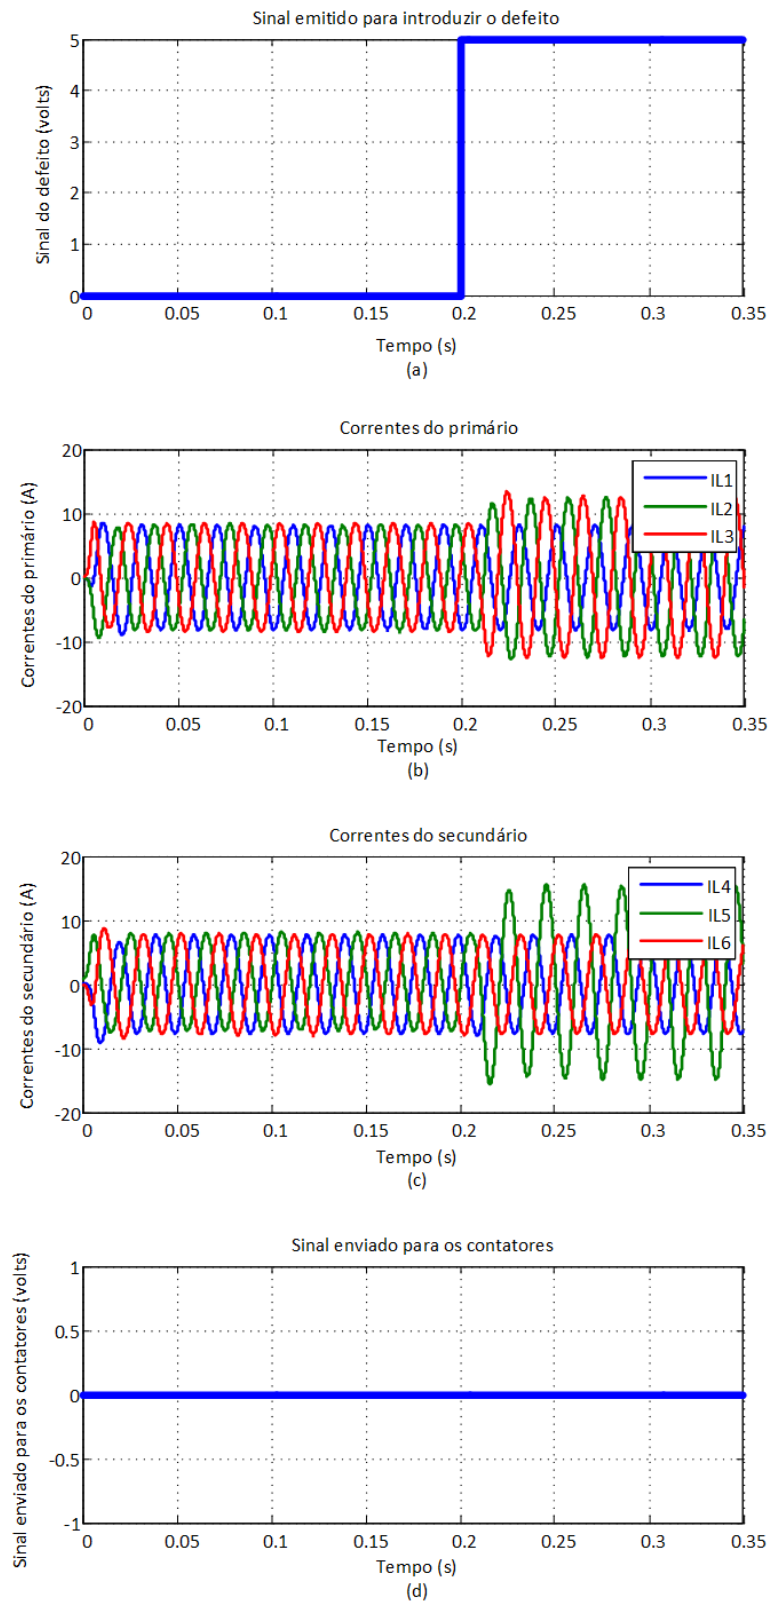 Sinal emitido para introduzir o defeito
Sinal do defeito (volts)
5
4
3
2
1
0
0 0.05 0.1 0.15 0.2 0.25 0.3 0.35
Tempo (s)
(a)
Correntes do primário
Correntes do primário (A)
20
10
0
-10
-20
IL1
IL2
IL3
0 0.05 0.1 0.15 0.2 0.25 0.3 0.35
Tempo (s)
(b)
Correntes do secundário
Correntes do secundário (A)
20
10
0
-10
-20
IL4
IL5
IL6
0 0.05 0.1 0.15 0.2 0.25 0.3 0.35
Tempo (s)
(c)
Sinal enviado para os contatores
Sinal enviado para os contatores (volts)
1
0.5
0
-0.5
-1
0 0.05 0.1 0.15 0.2 0.25 0.3 0.35
Tempo (s)
(d)